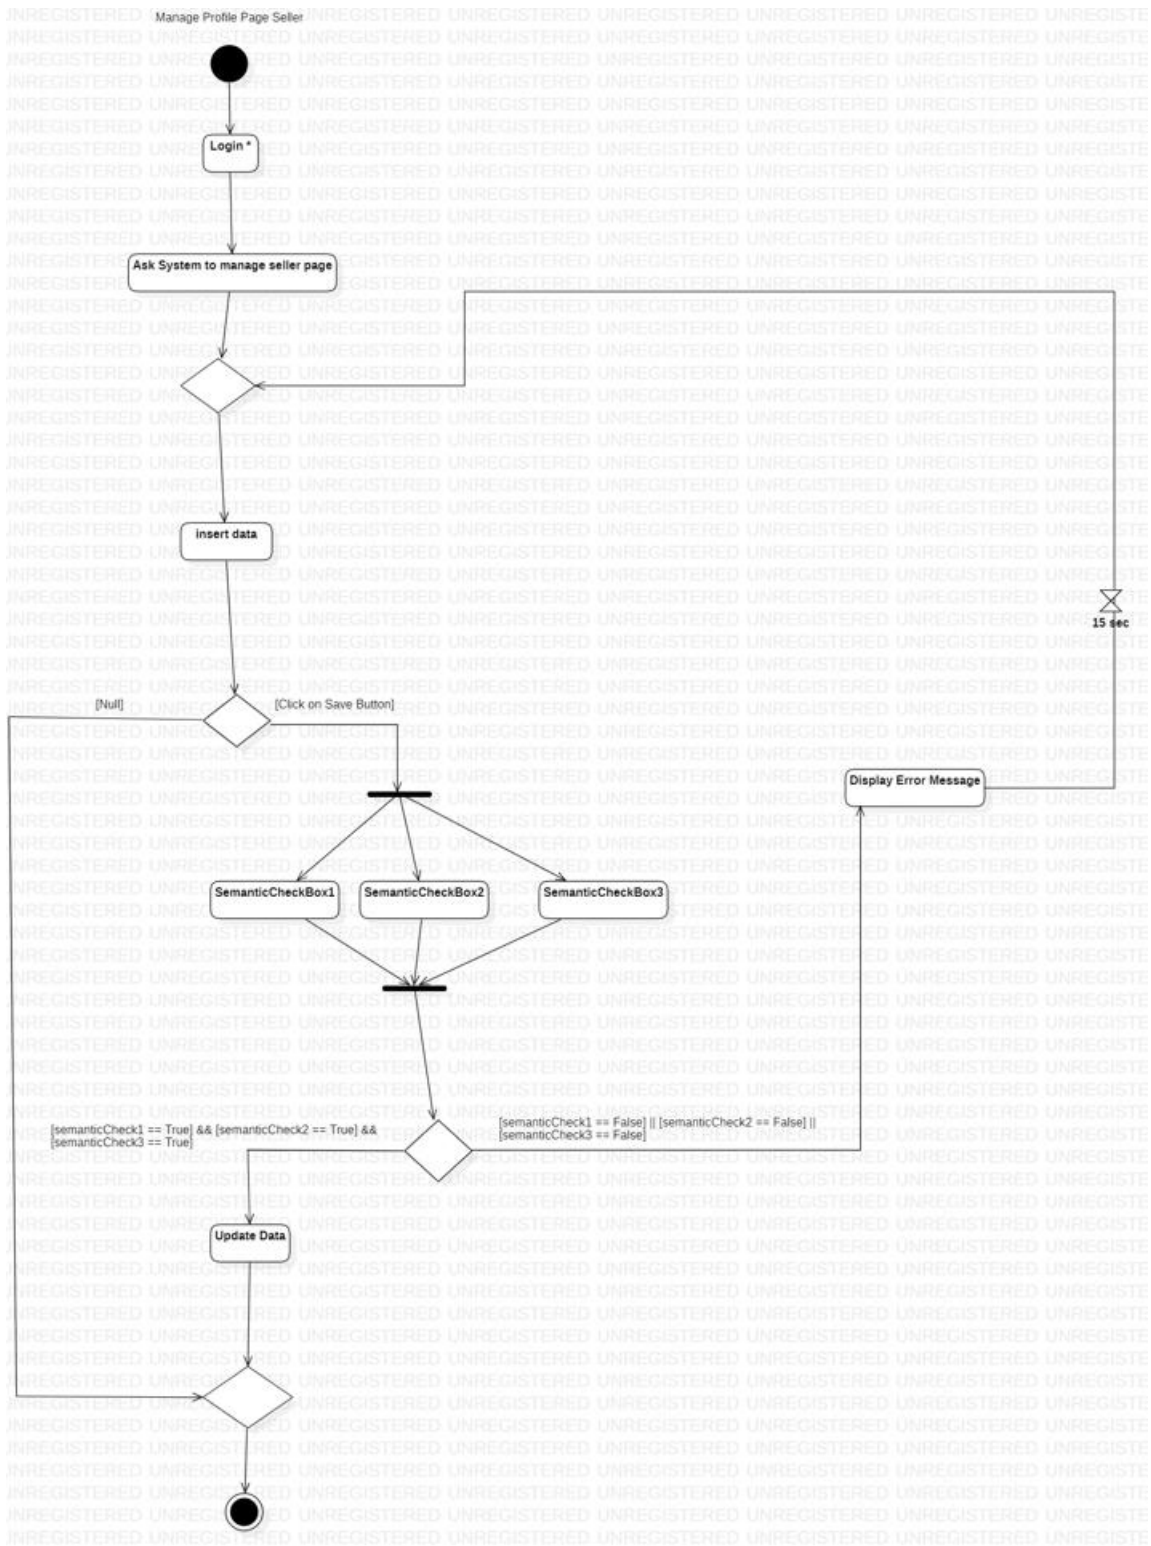 Manage Profile Page Seller
Login *
Ask System to manage seller page
insert data
15 sec
[Null]
[Click on Save Button]
Display Error Message
SemanticCheckBox1
SemanticCheckBox2
SemanticCheckBox3
[semanticCheck1 == True] && [semanticCheck2 == True] &&
[semanticCheck3 == True]
[semanticCheck1 == False] || [semanticCheck2 == False] ||
[semanticCheck3 == False]
Update Data
UNREGISTERED